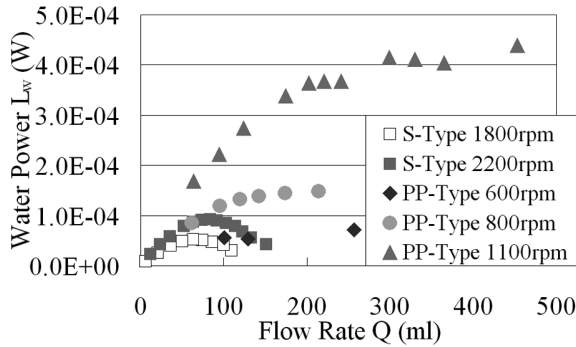 Water Power Lw (W)
5.0E-04
4.0E-04
3.0E-04
2.0E-04
1.0E-04
0.0E+00
S-Type 1800rpm
S-Type 2200rpm
PP-Type 600rpm
PP-Type 800rpm
PP-Type 1100rpm
0 100 200 300 400 500
Flow Rate Q (ml)